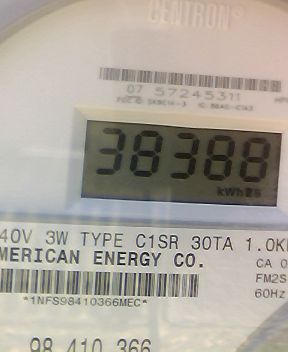 CENTRON®
07 57245311
38388
kWh
40V 3W TYPE C1SR 30TA 1.0K
MERICAN ENERGY CO.
CA 0
FM2S
60Hz
*1NFS98410366MEC*
98 410 366